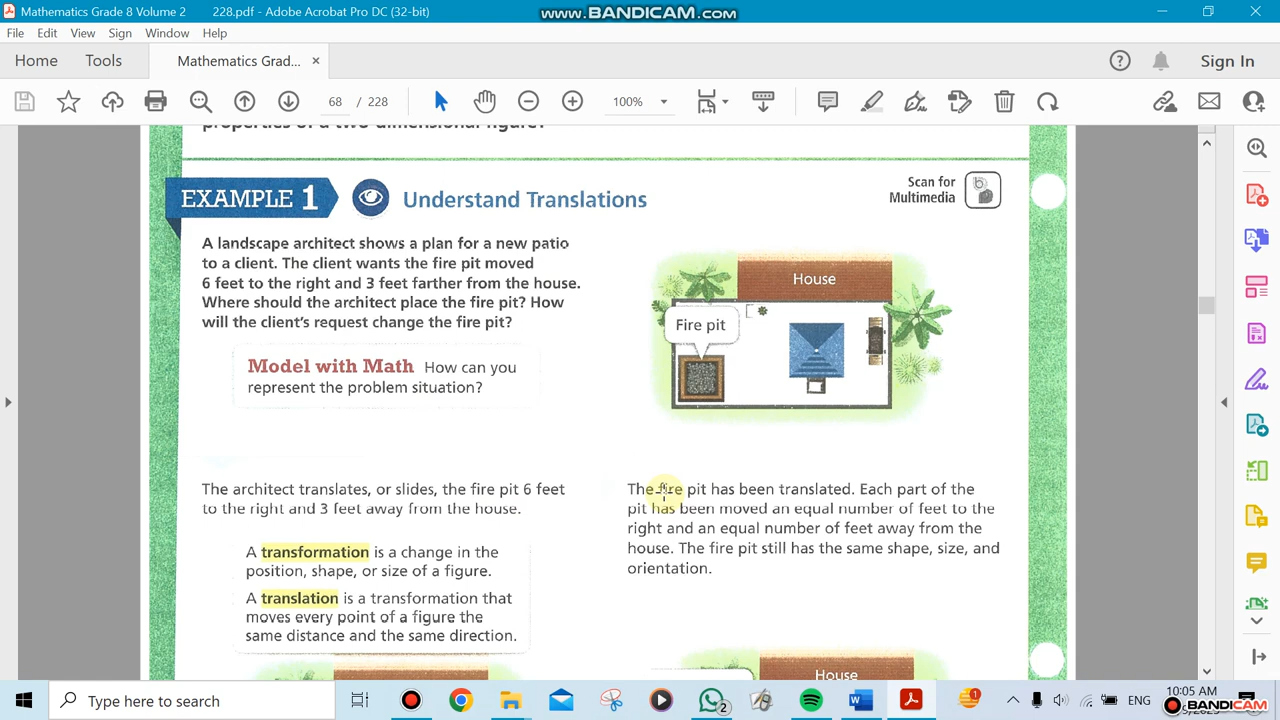 Mathematics Grade 8 Volume 2 228.pdf - Adobe Acrobat Pro DC (32-bit)
www.BANDICAM.com
File Edit View Sign Window Help
Home Tools Mathematics Grad... × Sign In
68 / 228 100%
EXAMPLE 1 Understand Translations
Scan for
Multimedia
A landscape architect shows a plan for a new patio
to a client. The client wants the fire pit moved
6 feet to the right and 3 feet farther from the house.
Where should the architect place the fire pit? How
will the client's request change the fire pit?
House
Fire pit
Model with Math How can you
represent the problem situation?
The architect translates, or slides, the fire pit 6 feet
to the right and 3 feet away from the house.
A transformation is a change in the
position, shape, or size of a figure.
A translation is a transformation that
moves every point of a figure the
same distance and the same direction.
The fire pit has been translated. Each part of the
pit has been moved an equal number of feet to the
right and an equal number of feet away from the
house. The fire pit still has the same shape, size, and
orientation.
House
Type here to search
2
1
ENG
10:05 AM
BANDICAM